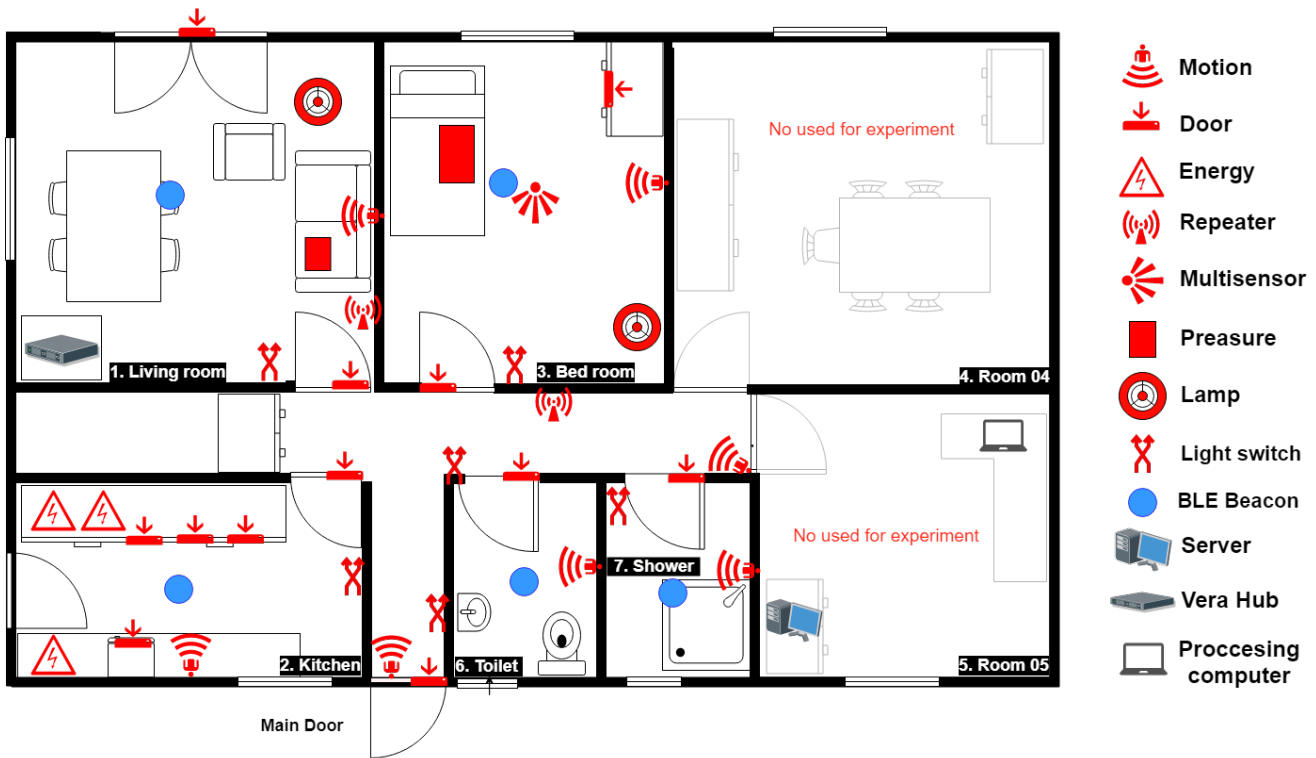 No used for experiment
1. Living room
3. Bed room
4. Room 04
No used for experiment
7. Shower
2. Kitchen
6. Toilet
5. Room 05
Main Door
Motion
Door
Energy
Repeater
Multisensor
Preasure
Lamp
Light switch
BLE Beacon
Server
Vera Hub
Proccesing
computer